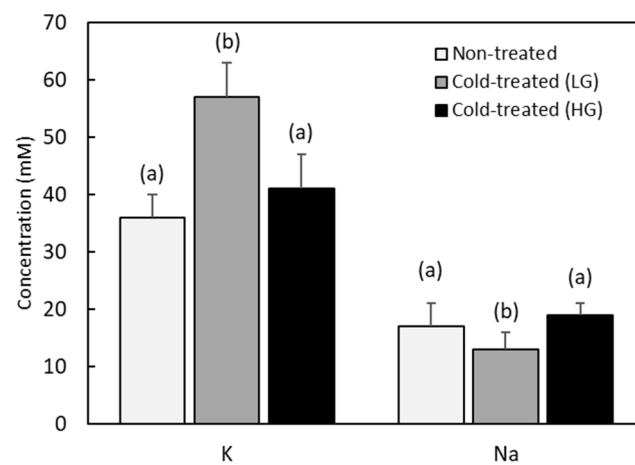 70
60
50
40
30
20
10
0
Concentration (mM)
Non-treated
Cold-treated (LG)
Cold-treated (HG)
(a)
(b)
(a)
(a)
(b)
(a)
K
Na